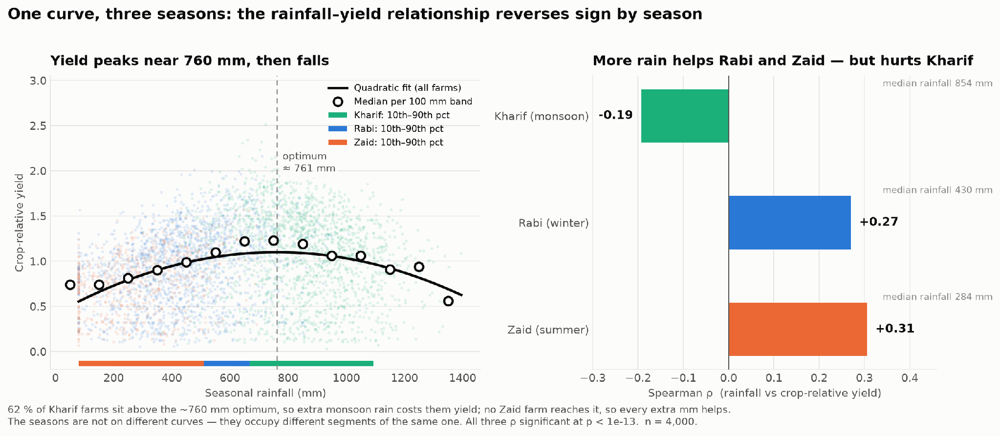 One curve, three seasons: the rainfall–yield relationship reverses sign by season
Yield peaks near 760 mm, then falls
3.0
2.5
2.0
1.5
1.0
0.5
0.0
Crop-relative yield
Quadratic fit (all farms)
Median per 100 mm band
Kharif: 10th–90th pct
Rabi: 10th–90th pct
Zaid: 10th–90th pct
optimum
≈ 761 mm
0 200 400 600 800 1000 1200 1400
Seasonal rainfall (mm)
More rain helps Rabi and Zaid — but hurts Kharif
median rainfall 854 mm
Kharif (monsoon)
-0.19
median rainfall 430 mm
Rabi (winter)
+0.27
median rainfall 284 mm
Zaid (summer)
+0.31
−0.3 −0.2 −0.1 0.0 0.1 0.2 0.3 0.4
Spearman ρ (rainfall vs crop-relative yield)
62 % of Kharif farms sit above the ~760 mm optimum, so extra monsoon rain costs them yield; no Zaid farm reaches it, so every extra mm helps.
The seasons are not on different curves — they occupy different segments of the same one. All three ρ significant at p < 1e-13. n = 4,000.